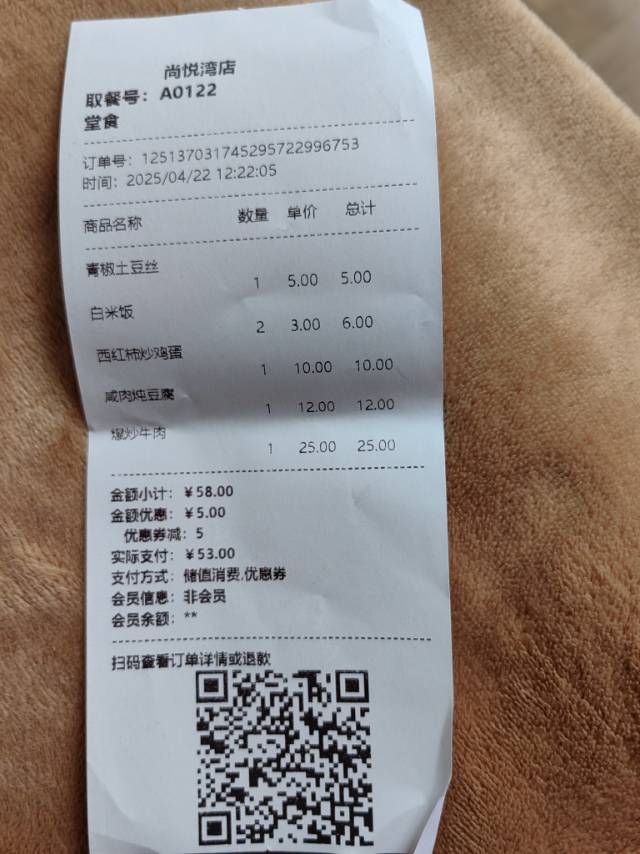 尚悦湾店
取餐号：A0122
堂食
订单号：125137031745295722996753
时间：2025/04/22 12:22:05
商品名称 数量 单价 总计
青椒土豆丝 1 5.00 5.00
白米饭 2 3.00 6.00
西红柿炒鸡蛋 1 10.00 10.00
咸肉炖豆腐 1 12.00 12.00
爆炒牛肉 1 25.00 25.00
金额小计：￥58.00
金额优惠：￥5.00
优惠券减：5
实际支付：￥53.00
支付方式：储值消费,优惠券
会员信息：非会员
会员余额：**
扫码查看订单详情或退款